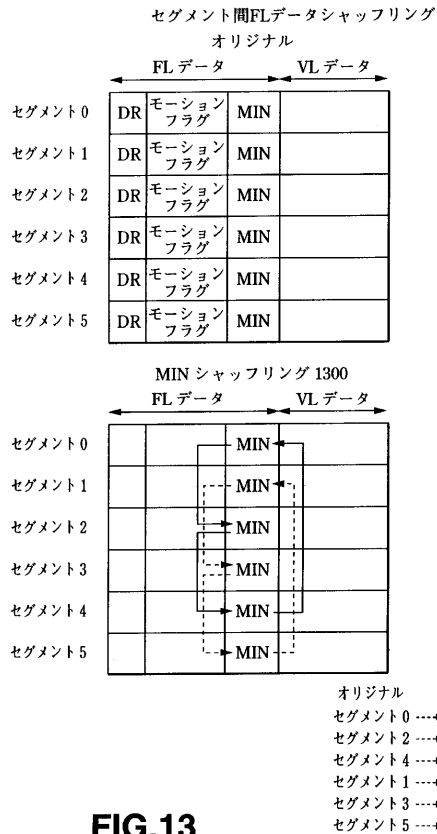 セグメント間FLデータシャッフリング
オリジナル
FL データ VL データ
セグメント0 DR モーションフラグ MIN
セグメント1 DR モーションフラグ MIN
セグメント2 DR モーションフラグ MIN
セグメント3 DR モーションフラグ MIN
セグメント4 DR モーションフラグ MIN
セグメント5 DR モーションフラグ MIN
MIN シャッフリング 1300
FL データ VL データ
セグメント0 MIN
セグメント1 MIN
セグメント2 MIN
セグメント3 MIN
セグメント4 MIN
セグメント5 MIN
オリジナル
セグメント0
セグメント2
セグメント4
セグメント1
セグメント3
セグメント5
FIG.13